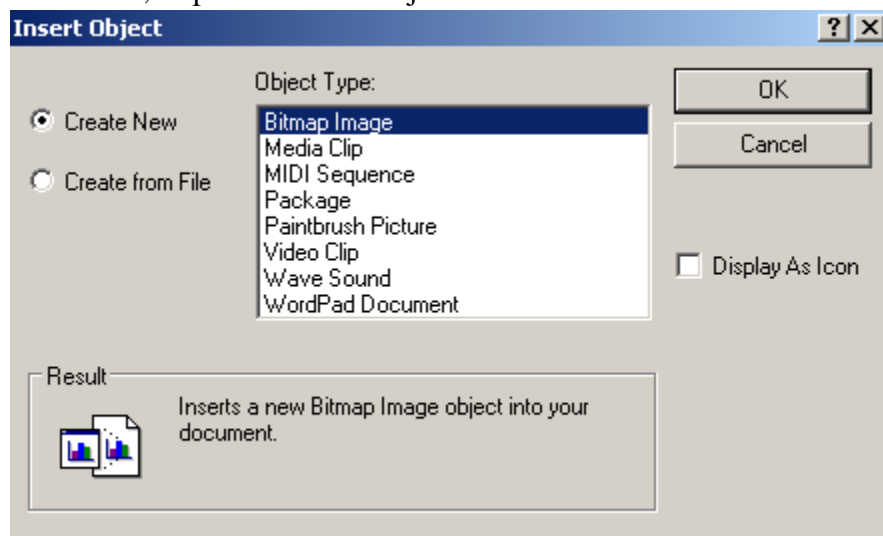 Insert Object
Object Type:
Create New
Create from File
Bitmap Image
Media Clip
MIDI Sequence
Package
Paintbrush Picture
Video Clip
Wave Sound
WordPad Document
OK
Cancel
Display As Icon
Result
Inserts a new Bitmap Image object into your
document.